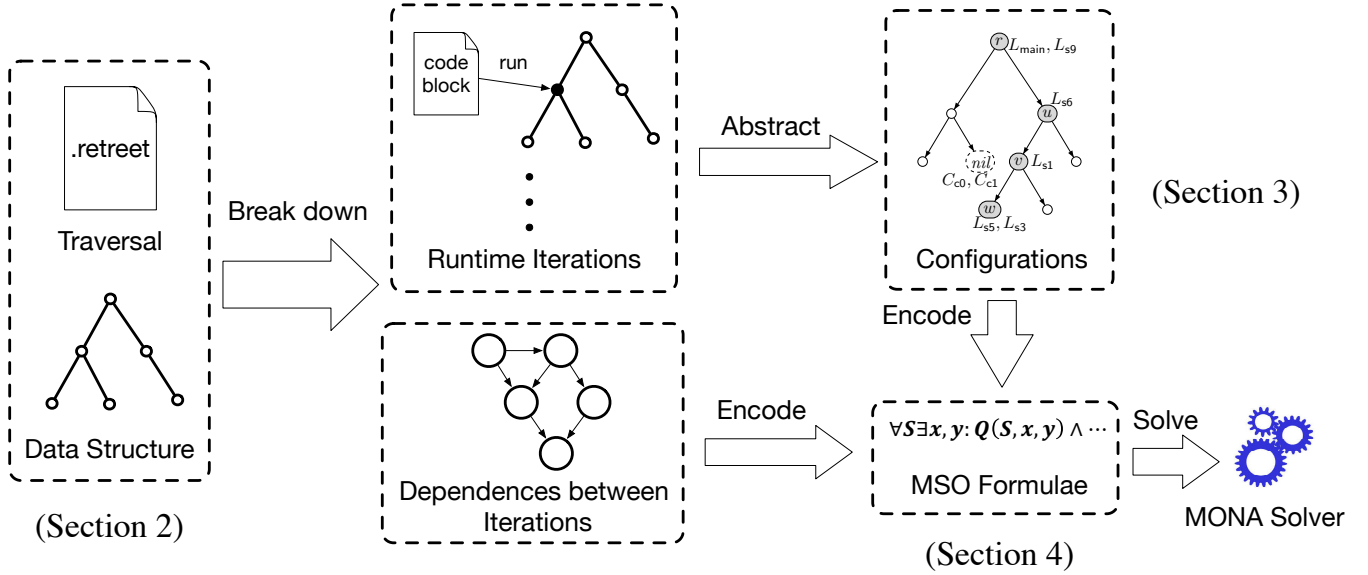 .retreet
Traversal
Data Structure
(Section 2)
Break down
code
block
run
Runtime Iterations
Dependences between
Iterations
Abstract
r L_main, L_s9
L_s6
u
v L_s1
nil
C_c0, C_c1
w
L_s5, L_s3
Configurations
(Section 3)
Encode
Encode
∀S∃x, y: Q(S, x, y) ∧ ⋯
MSO Formulae
(Section 4)
Solve
MONA Solver